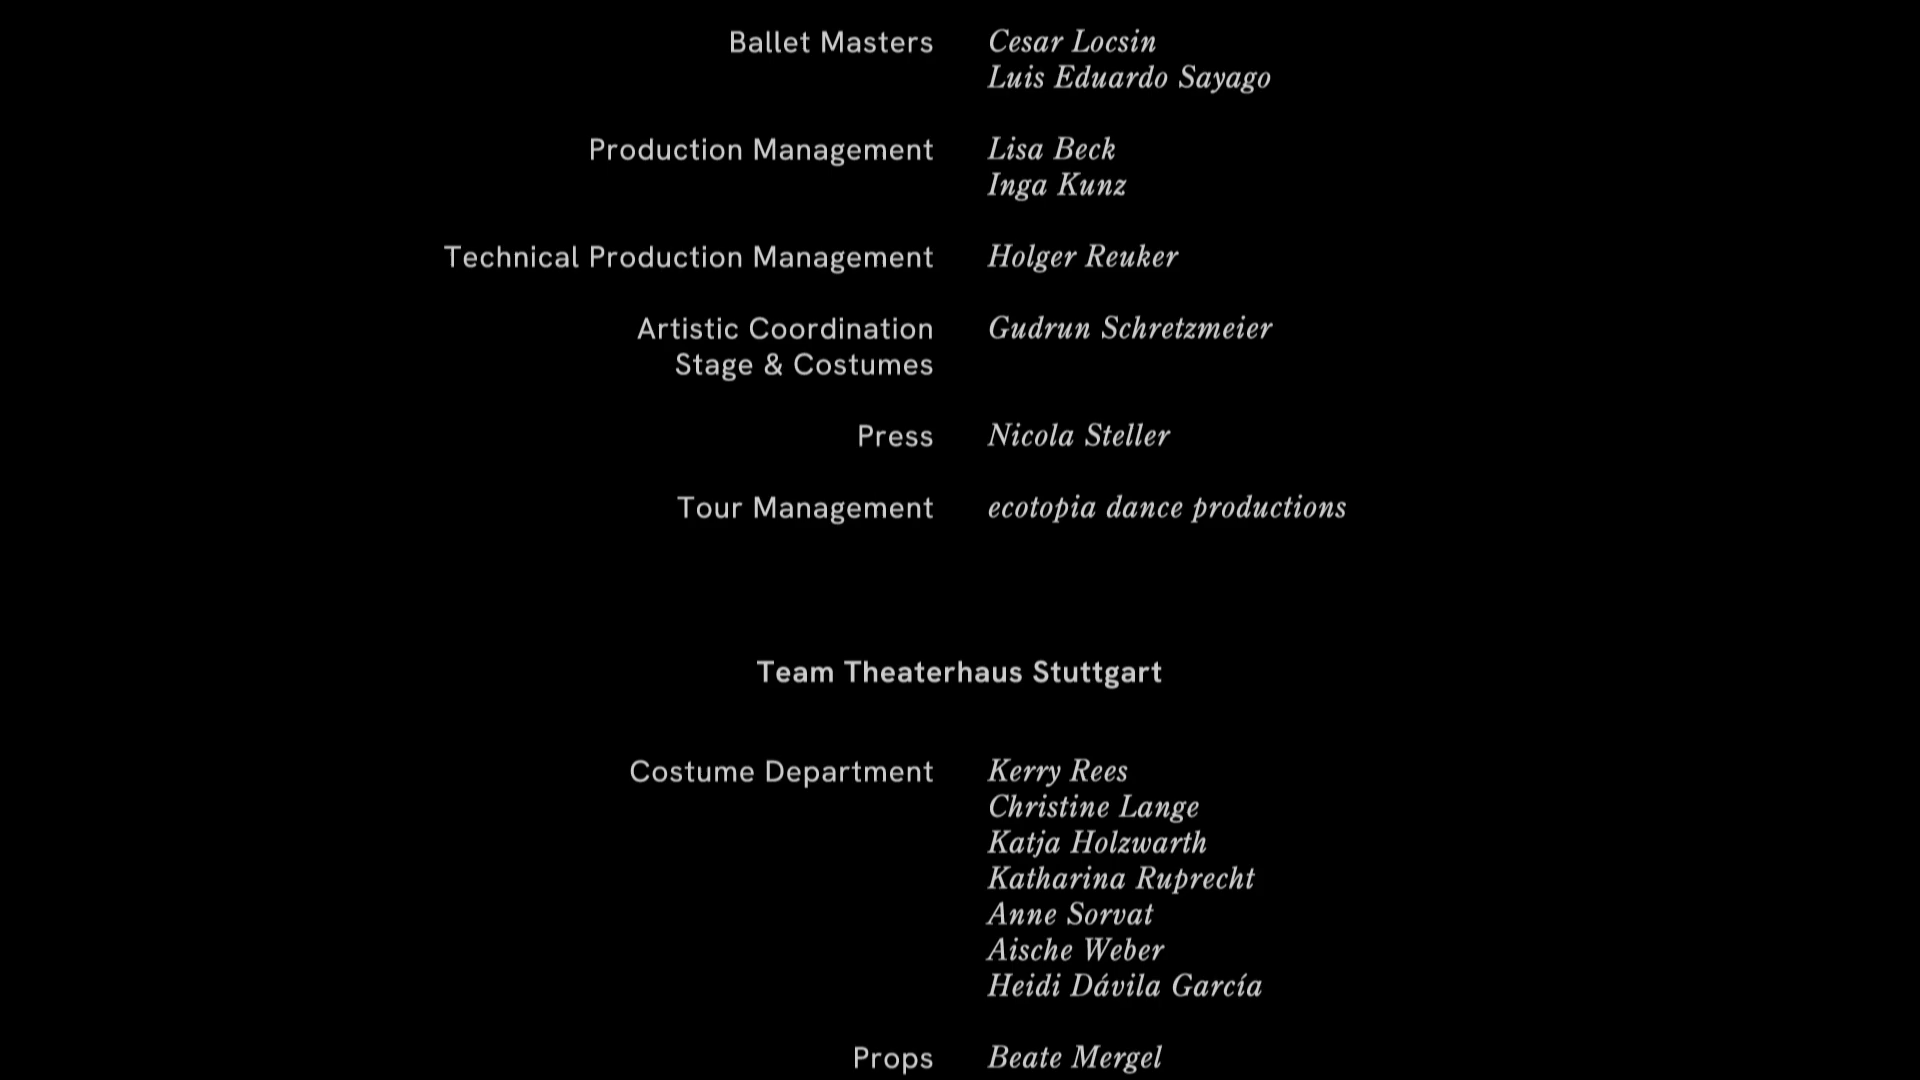 Ballet Masters Cesar Locsin
Luis Eduardo Sayago
Production Management Lisa Beck
Inga Kunz
Technical Production Management Holger Reuker
Artistic Coordination Gudrun Schretzmeier
Stage & Costumes
Press Nicola Steller
Tour Management ecotopia dance productions
Team Theaterhaus Stuttgart
Costume Department Kerry Rees
Christine Lange
Katja Holzwarth
Katharina Ruprecht
Anne Sorvat
Aische Weber
Heidi Dávila García
Props Beate Mergel